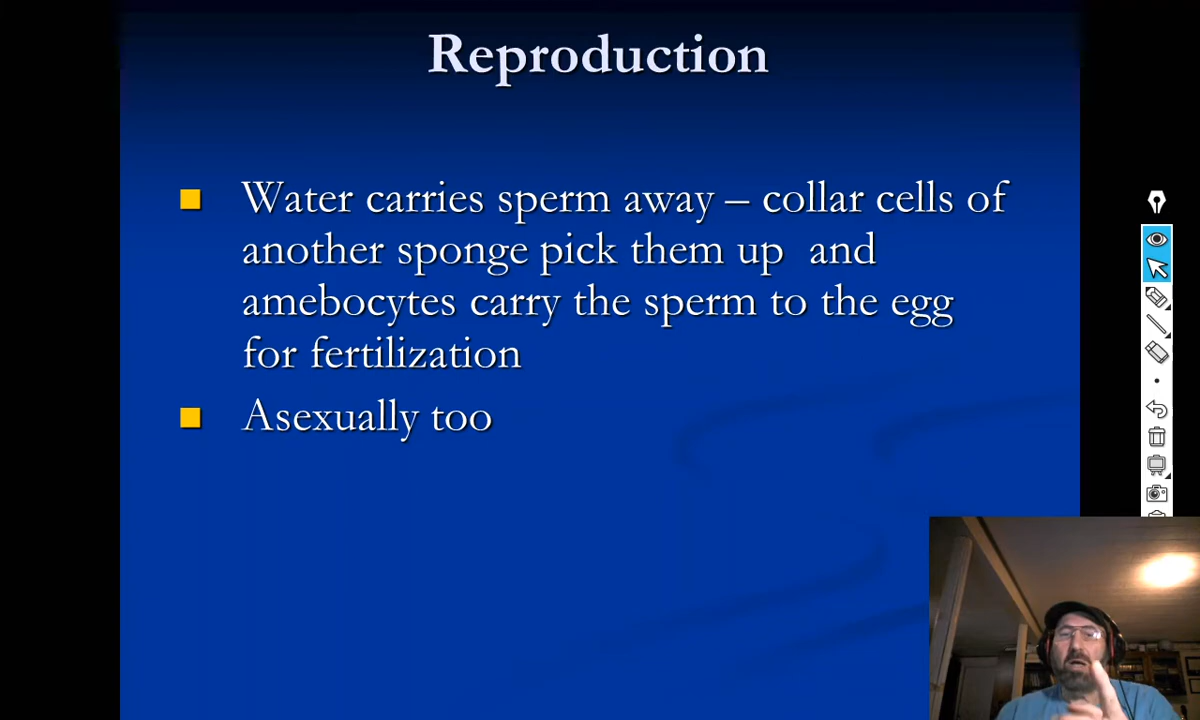 Reproduction
Water carries sperm away – collar cells of
another sponge pick them up  and
amebocytes carry the sperm to the egg
for fertilization
Asexually too